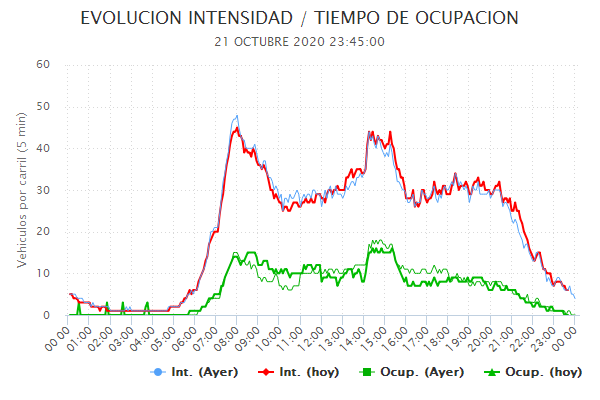 EVOLUCION INTENSIDAD / TIEMPO DE OCUPACION
21 OCTUBRE 2020 23:45:00
Vehiculos por carril (5 min)
60
50
40
30
20
10
0
00:00 01:00 02:00 03:00 04:00 05:00 06:00 07:00 08:00 09:00 10:00 11:00 12:00 13:00 14:00 15:00 16:00 17:00 18:00 19:00 20:00 21:00 22:00 23:00 00:00
Int. (Ayer) Int. (hoy) Ocup. (Ayer) Ocup. (hoy)